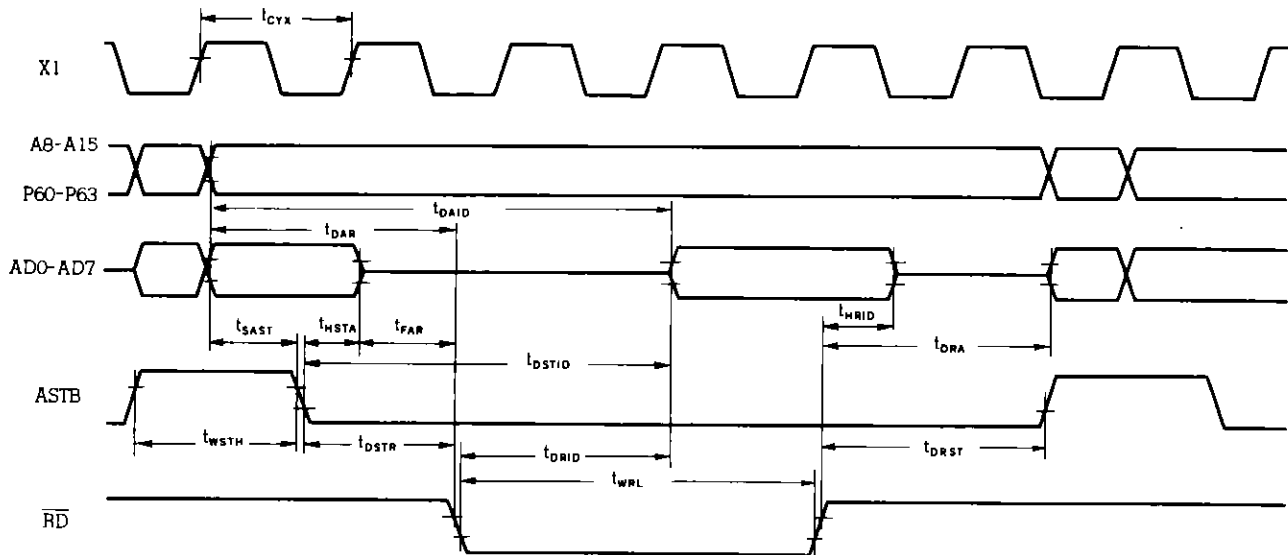 tCYX
X1
A8-A15
P60-P63
tDAID
tDAR
AD0-AD7
tSAST tHSTA tFAR tHRID
tDSTID tDRA
ASTB
tWSTH tDSTR tDRID tDRST
tWRL
RD